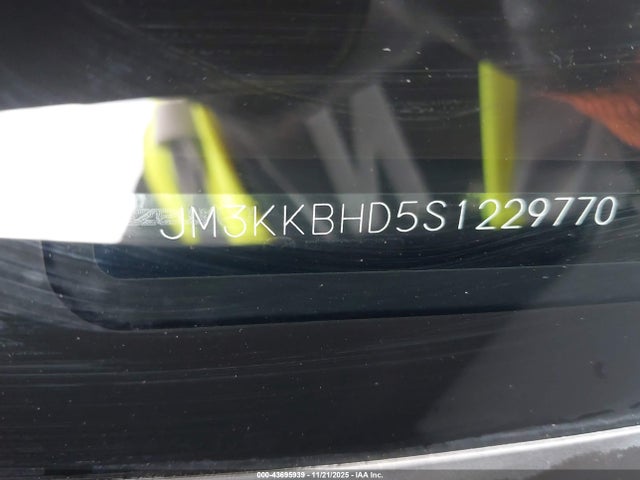 JM3KKBHD5S1229770
000-43695939 - 11/21/2025 - IAA Inc.